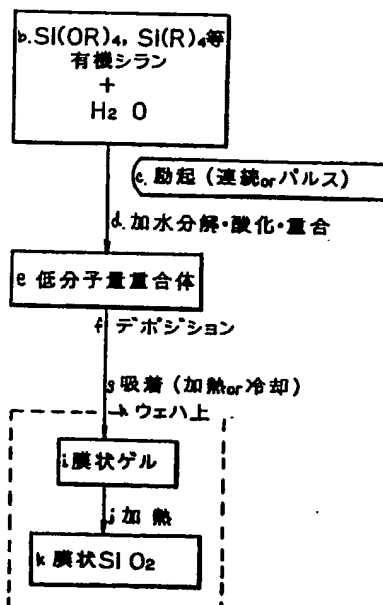 b. SI(OR)4, SI(R)4等
有機シラン
+
H2 O
c. 励起 (連続orパルス)
d. 加水分解・酸化・重合
e 低分子量重合体
f デポジション
g 吸着 (加熱or冷却)
h ウェハ上
i 膜状ゲル
j 加熱
k 膜状SIO2